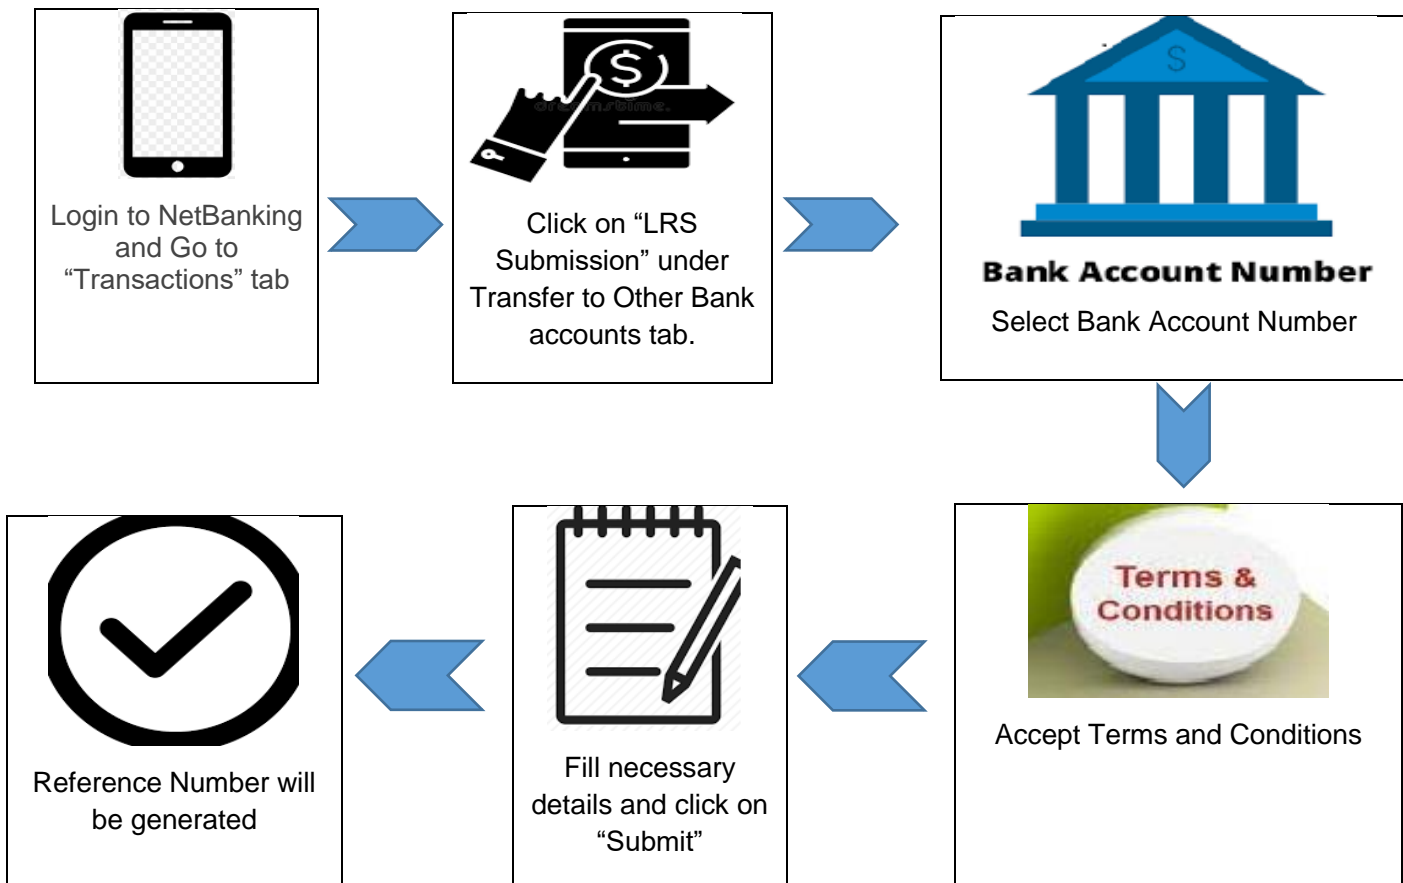 Login to NetBanking
and Go to
“Transactions” tab
dreamstime.
Click on “LRS
Submission” under
Transfer to Other Bank
accounts tab.
$
$
Bank Account Number
Select Bank Account Number
Terms &
Conditions
Accept Terms and Conditions
Fill necessary
details and click on
“Submit”
Reference Number will
be generated